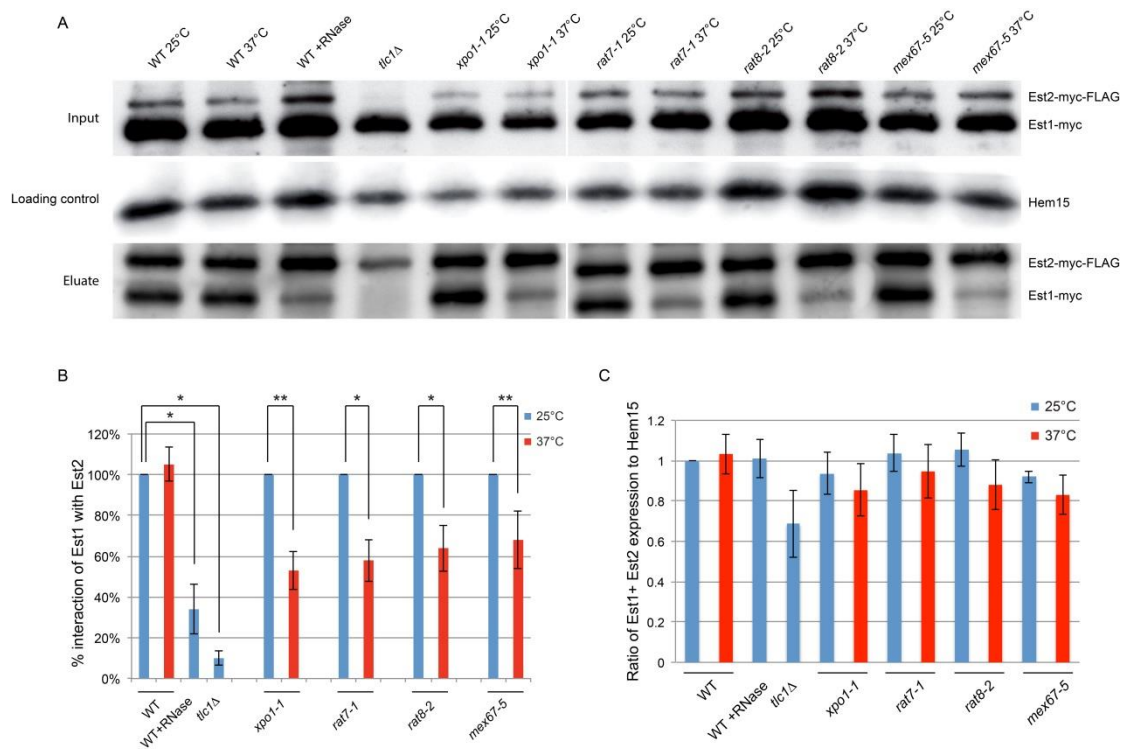 A
WT 25°C
WT 37°C
WT +RNase
tlc1Δ
xpo1-1 25°C
xpo1-1 37°C
rat7-1 25°C
rat7-1 37°C
rat8-2 25°C
rat8-2 37°C
mex67-5 25°C
mex67-5 37°C
Input
Est2-myc-FLAG
Est1-myc
Loading control
Hem15
Eluate
Est2-myc-FLAG
Est1-myc
B
* * ** * * **
25°C
37°C
% interaction of Est1 with Est2
120%
100%
80%
60%
40%
20%
0%
WT
WT+RNase
tlc1Δ
xpo1-1
rat7-1
rat8-2
mex67-5
C
25°C
37°C
Ratio of Est1+ Est2 expression to Hem15
1.2
1
0.8
0.6
0.4
0.2
0
WT
WT +RNase
tlc1Δ
xpo1-1
rat7-1
rat8-2
mex67-5